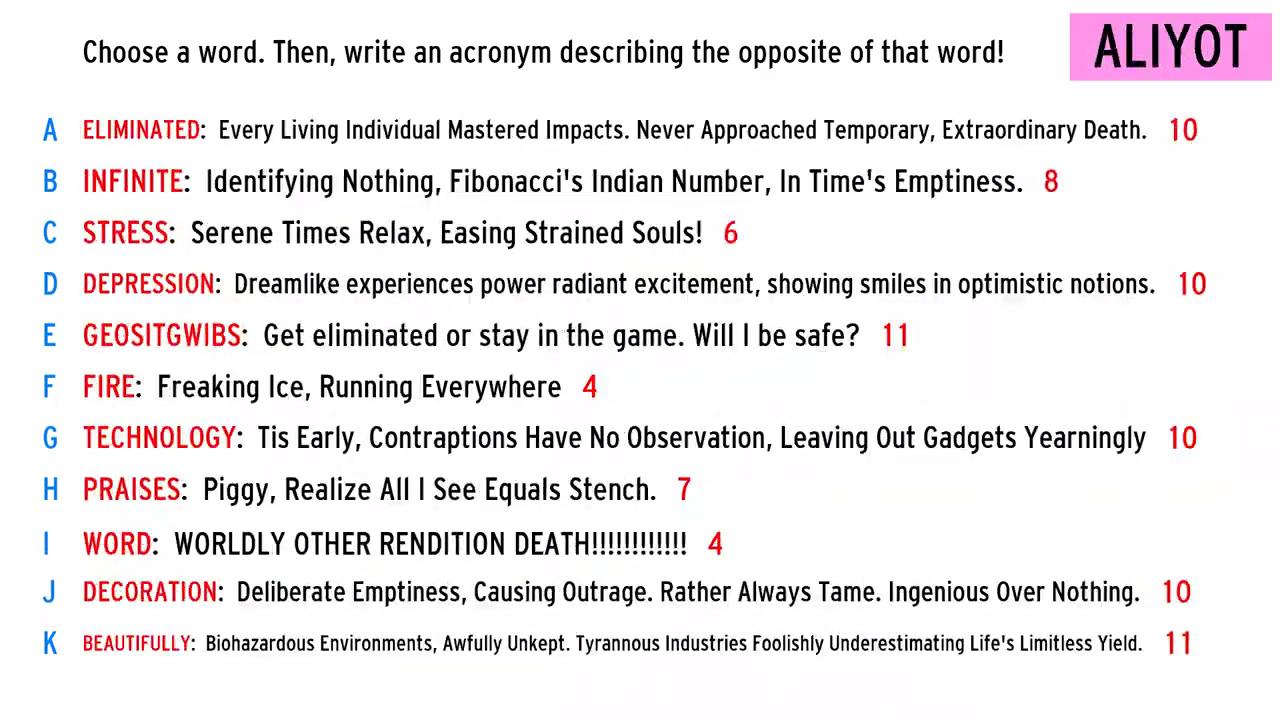 Choose a word. Then, write an acronym describing the opposite of that word!
ALIYOT
A ELIMINATED: Every Living Individual Mastered Impacts. Never Approached Temporary, Extraordinary Death. 10
B INFINITE: Identifying Nothing, Fibonacci's Indian Number, In Time's Emptiness. 8
C STRESS: Serene Times Relax, Easing Strained Souls! 6
D DEPRESSION: Dreamlike experiences power radiant excitement, showing smiles in optimistic notions. 10
E GEOSITGWIBS: Get eliminated or stay in the game. Will I be safe? 11
F FIRE: Freaking Ice, Running Everywhere 4
G TECHNOLOGY: Tis Early, Contraptions Have No Observation, Leaving Out Gadgets Yearningly 10
H PRAISES: Piggy, Realize All I See Equals Stench. 7
I WORD: WORLDLY OTHER RENDITION DEATH!!!!!!!!!!!! 4
J DECORATION: Deliberate Emptiness, Causing Outrage. Rather Always Tame. Ingenious Over Nothing. 10
K BEAUTIFULLY: Biohazardous Environments, Awfully Unkept. Tyrannous Industries Foolishly Underestimating Life's Limitless Yield. 11